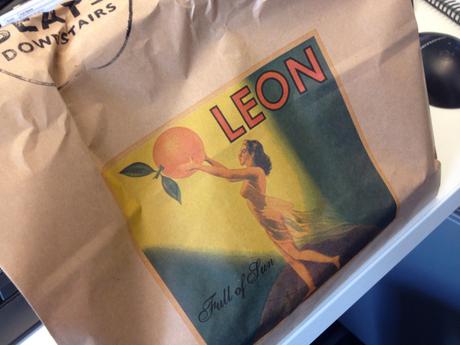 DOWNSTAIRS
LEON
Full of Sun